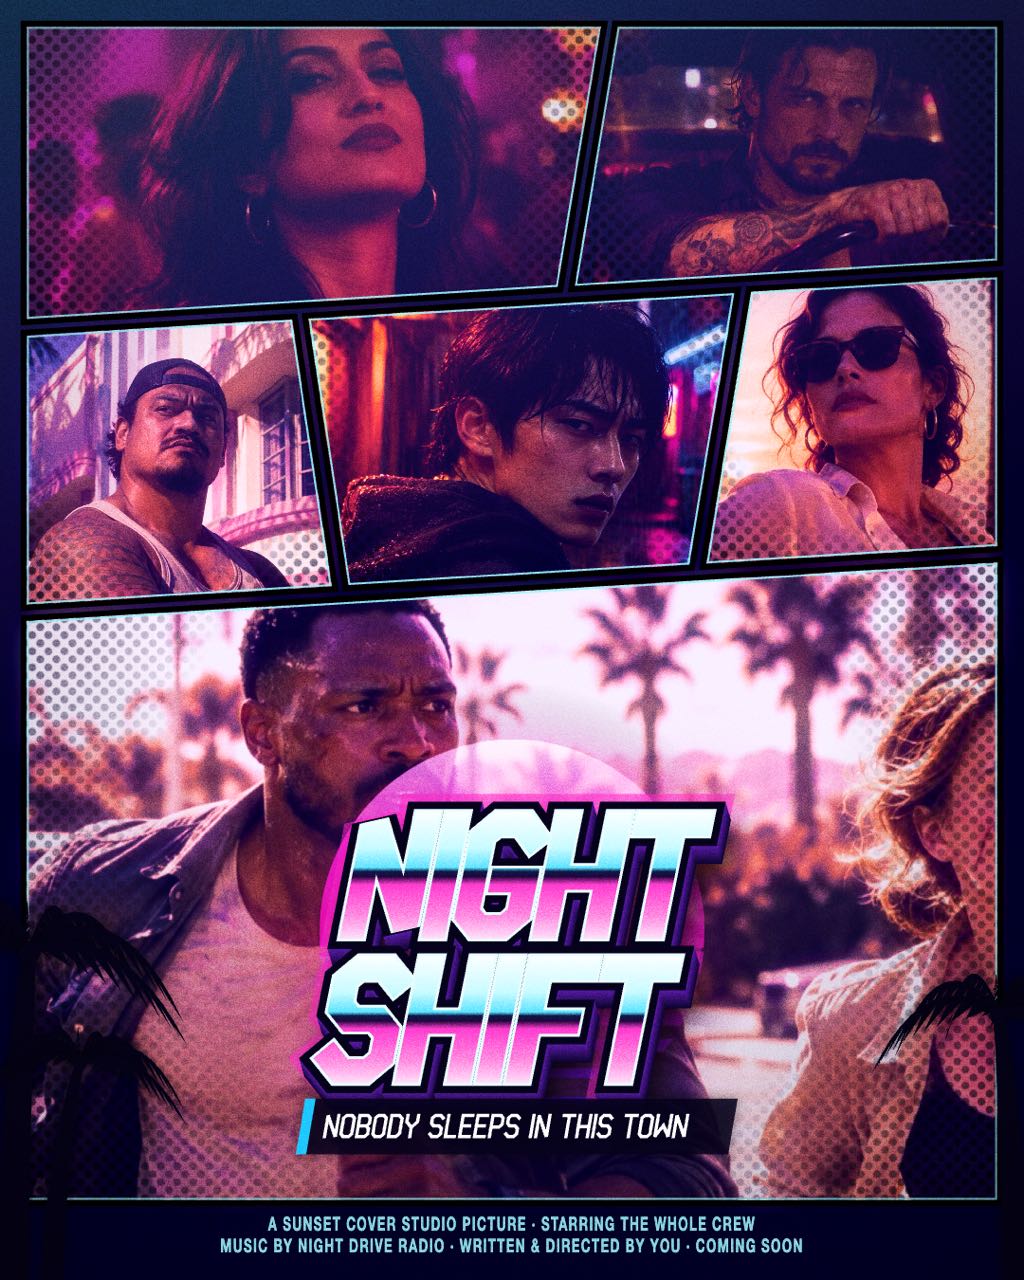 NIGHT
SHIFT
NOBODY SLEEPS IN THIS TOWN
A SUNSET COVER STUDIO PICTURE · STARRING THE WHOLE CREW
MUSIC BY NIGHT DRIVE RADIO · WRITTEN & DIRECTED BY YOU · COMING SOON